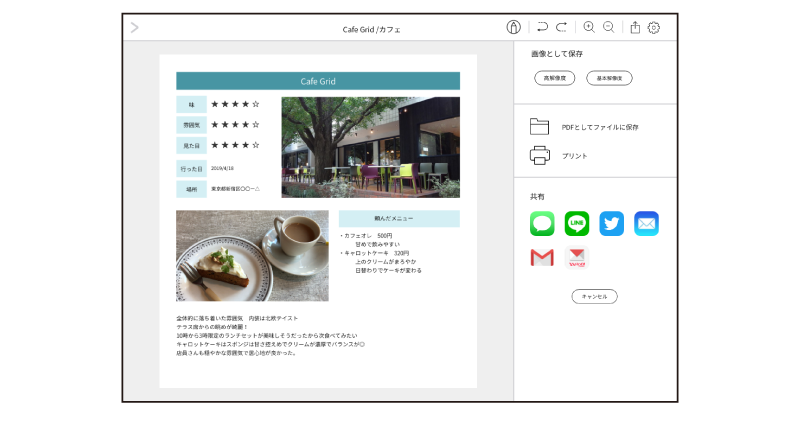 Cafe Grid /カフェ
Cafe Grid
味 ★★★★☆
雰囲気 ★★★★☆
見た目 ★★★★☆
行った日 2019/4/18
場所 東京都新宿区〇〇ー△
頼んだメニュー
・カフェオレ 500円
甘めで飲みやすい
・キャロットケーキ 320円
上のクリームがまろやか
日替わりでケーキが変わる
全体的に落ち着いた雰囲気 内装は北欧テイスト
テラス席からの眺めが綺麗！
10時から3時限定のランチセットが美味しそうだったから次食べてみたい
キャロットケーキはスポンジは甘さ控えめでクリームが濃厚でバランスが◎
店員さんも穏やかな雰囲気で居心地が良かった。
画像として保存
高解像度
基本解像度
PDFとしてファイルに保存
プリント
共有
LINE
Yahoo!
キャンセル